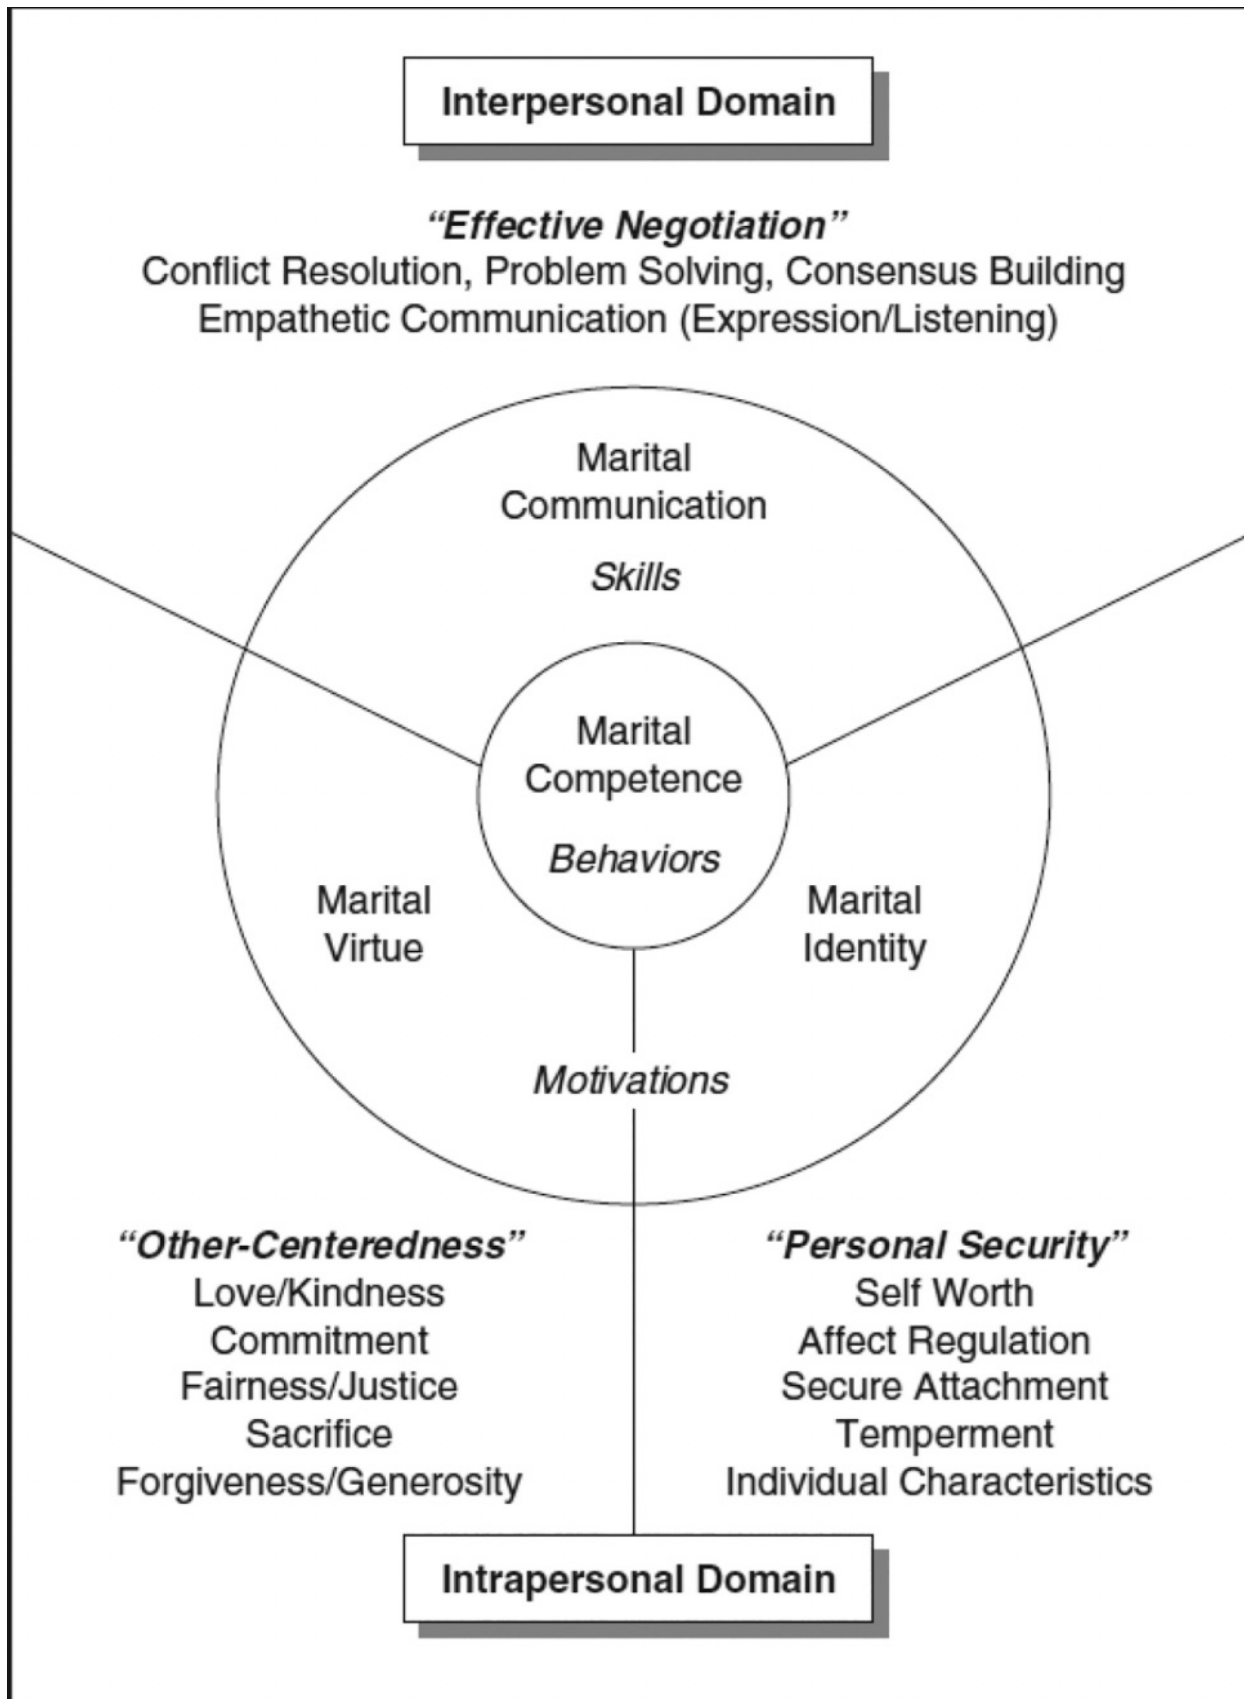 Interpersonal Domain
“Effective Negotiation”
Conflict Resolution, Problem Solving, Consensus Building
Empathetic Communication (Expression/Listening)
Marital
Communication
Skills
Marital
Competence
Behaviors
Marital
Virtue
Marital
Identity
Motivations
“Other-Centeredness”
Love/Kindness
Commitment
Fairness/Justice
Sacrifice
Forgiveness/Generosity
“Personal Security”
Self Worth
Affect Regulation
Secure Attachment
Temperment
Individual Characteristics
Intrapersonal Domain